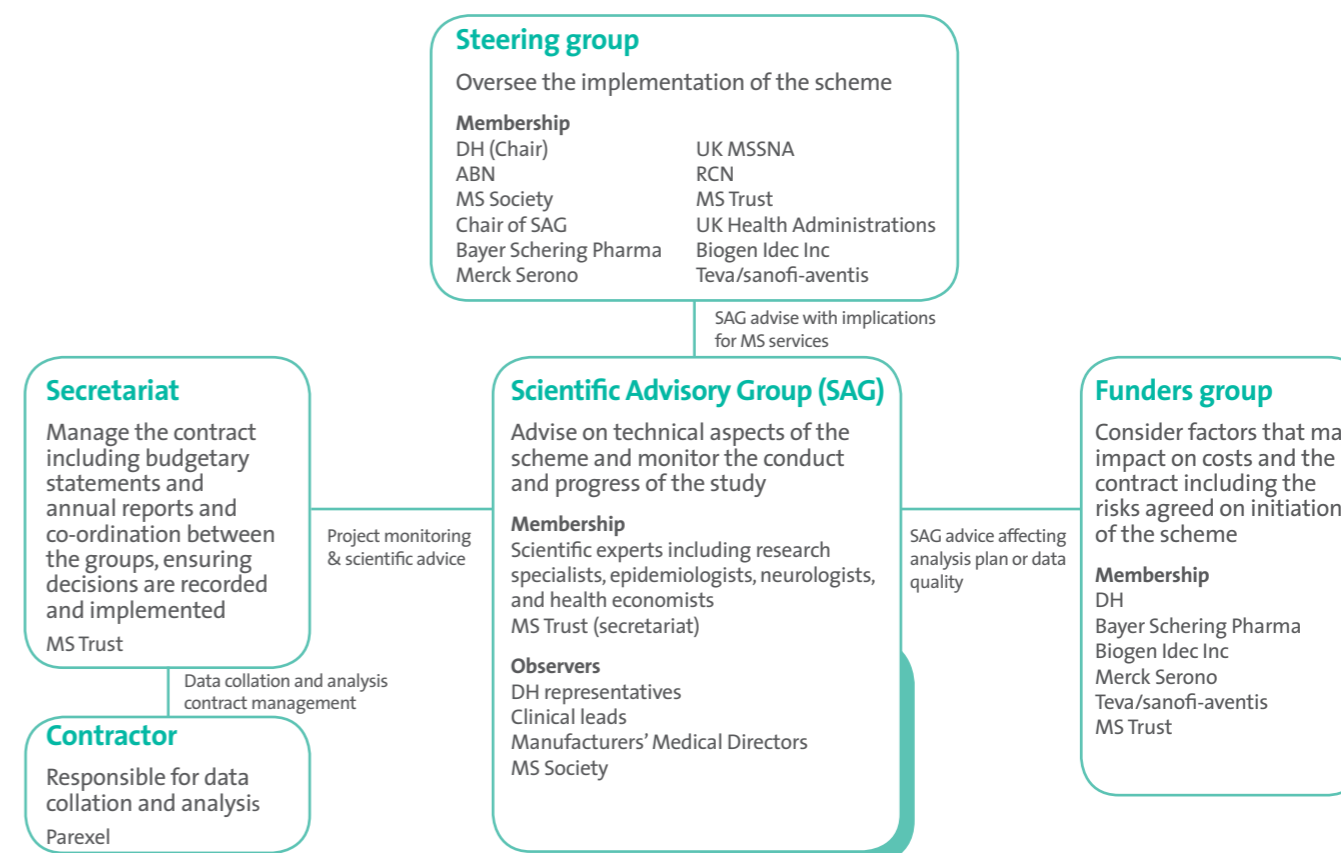 Steering group
Oversee the implementation of the scheme
Membership
DH (Chair)
ABN
MS Society
Chair of SAG
Bayer Schering Pharma
Merck Serono
UK MSSNA
RCN
MS Trust
UK Health Administrations
Biogen Idec Inc
Teva/sanofi-aventis
SAG advise with implications
for MS services
Secretariat
Manage the contract
including budgetary
statements and
annual reports and
co-ordination between
the groups, ensuring
decisions are recorded
and implemented
MS Trust
Project monitoring
& scientific advice
Data collation and analysis
contract management
Contractor
Responsible for data
collation and analysis
Parexel
Scientific Advisory Group (SAG)
Advise on technical aspects of the
scheme and monitor the conduct
and progress of the study
Membership
Scientific experts including research
specialists, epidemiologists, neurologists,
and health economists
MS Trust (secretariat)
Observers
DH representatives
Clinical leads
Manufacturers' Medical Directors
MS Society
SAG advice affecting
analysis plan or data
quality
Funders group
Consider factors that
impact on costs and the
contract including the
risks agreed on initiation
of the scheme
Membership
DH
Bayer Schering Pharma
Biogen Idec Inc
Merck Serono
Teva/sanofi-aventis
MS Trust